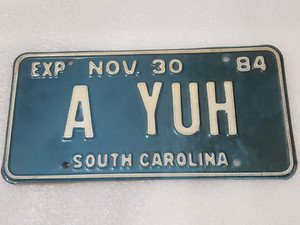 EXP NOV. 30 84
A YUH
SOUTH CAROLINA